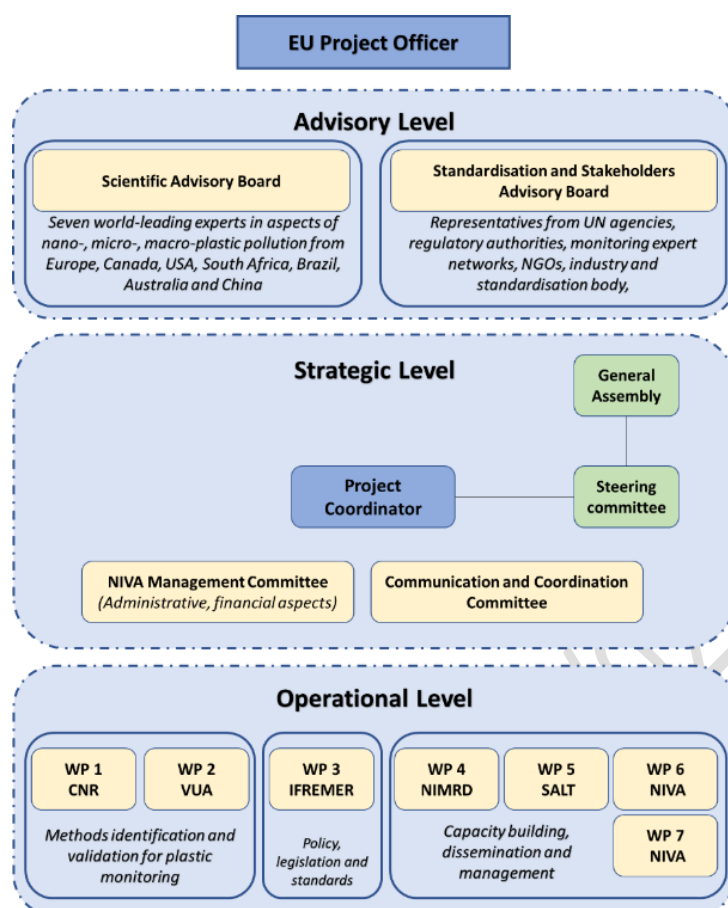 EU Project Officer
Advisory Level
Scientific Advisory Board
Seven world-leading experts in aspects of
nano-, micro-, macro-plastic pollution from
Europe, Canada, USA, South Africa, Brazil,
Australia and China
Standardisation and Stakeholders
Advisory Board
Representatives from UN agencies,
regulatory authorities, monitoring expert
networks, NGOs, industry and
standardisation body,
Strategic Level
General
Assembly
Project
Coordinator
Steering
committee
NIVA Management Committee
(Administrative, financial aspects)
Communication and Coordination
Committee
Operational Level
WP 1
CNR
WP 2
VUA
Methods identification and
validation for plastic
monitoring
WP 3
IFREMER
Policy,
legislation and
standards
WP 4
NIMRD
WP 5
SALT
WP 6
NIVA
WP 7
NIVA
Capacity building,
dissemination and
management